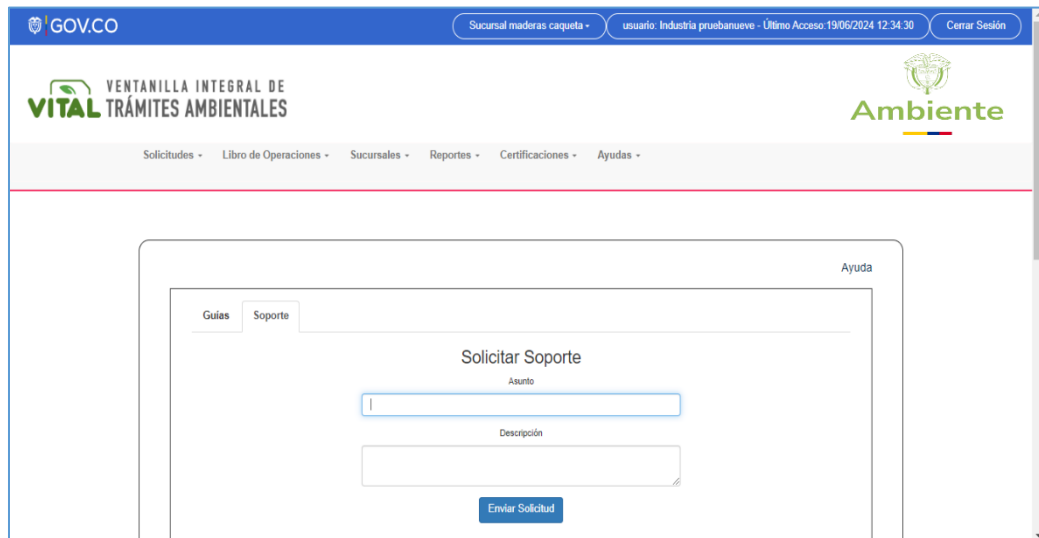 GOV.CO
Sucursal maderas caqueta
usuario: Industria pruebanueve - Último Acceso:19/06/2024 12:34:30
Cerrar Sesión
VITAL
VENTANILLA INTEGRAL DE
TRÁMITES AMBIENTALES
Ambiente
Solicitudes Libro de Operaciones Sucursales Reportes Certificaciones Ayudas
Ayuda
Guías Soporte
Solicitar Soporte
Asunto
Descripción
Enviar Solicitud